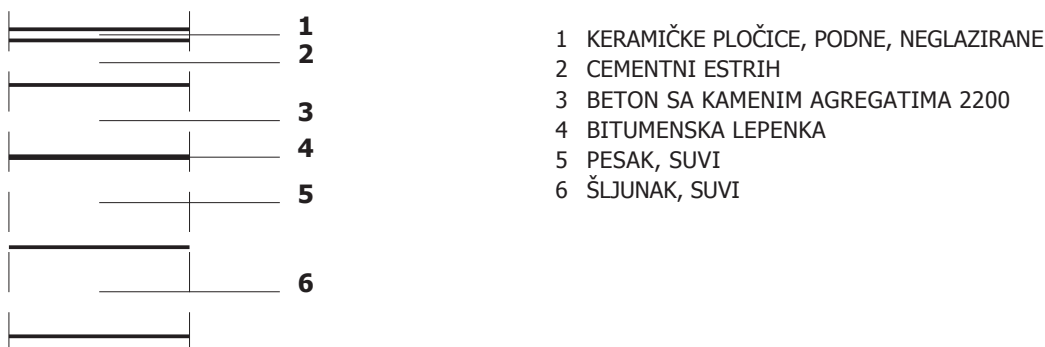 1
2
3
4
5
6
1 KERAMIČKE PLOČICE, PODNE, NEGLAZIRANE
2 CEMENTNI ESTRIH
3 BETON SA KAMENIM AGREGATIMA 2200
4 BITUMENSKA LEPENKA
5 PESAK, SUVI
6 ŠLJUNAK, SUVI